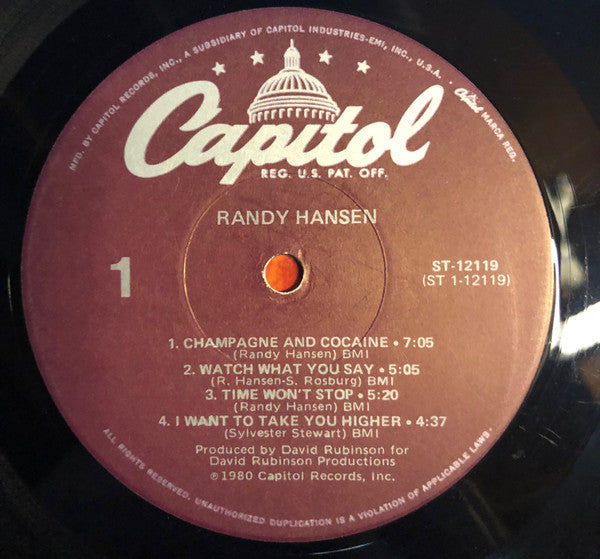 MFD. BY CAPITOL RECORDS, INC., A SUBSIDIARY OF CAPITOL INDUSTRIES-EMI, INC., U.S.A. · Capitol MARCA REG.
Capitol
REG. U.S. PAT. OFF.
RANDY HANSEN
1
ST-12119
(ST 1-12119)
1. CHAMPAGNE AND COCAINE • 7:05
(Randy Hansen) BMI
2. WATCH WHAT YOU SAY • 5:05
(R. Hansen-S. Rosburg) BMI
3. TIME WON'T STOP • 5:20
(Randy Hansen) BMI
4. I WANT TO TAKE YOU HIGHER • 4:37
(Sylvester Stewart) BMI
Produced by David Rubinson for
David Rubinson Productions
℗1980 Capitol Records, Inc.
ALL RIGHTS RESERVED. UNAUTHORIZED DUPLICATION IS A VIOLATION OF APPLICABLE LAWS.